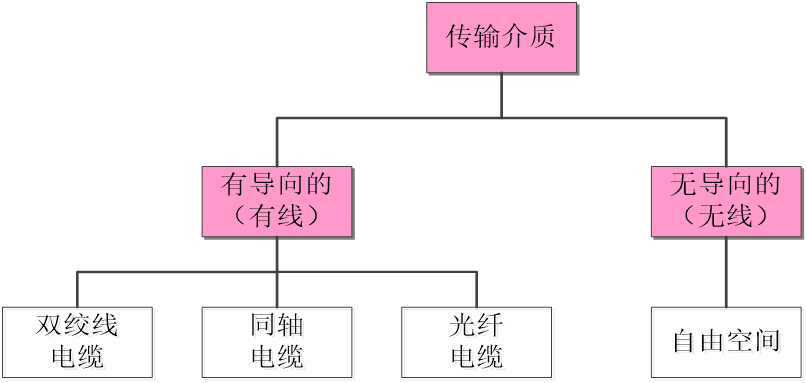 传输介质
有导向的
（有线）
无导向的
（无线）
双绞线
电缆
同轴
电缆
光纤
电缆
自由空间